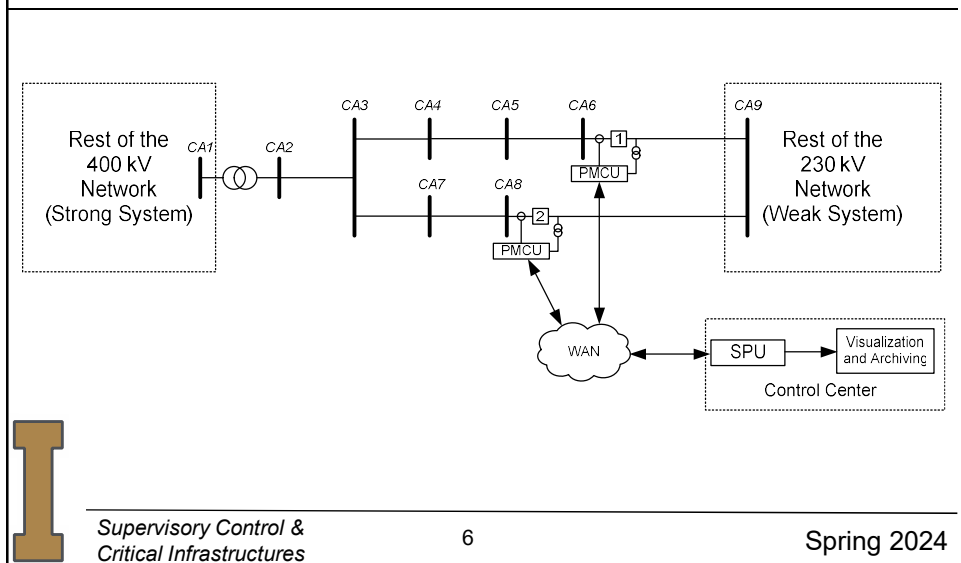 Rest of the
400 kV
Network
(Strong System)
CA1
CA2
CA3
CA4
CA5
CA6
CA7
CA8
CA9
1
PMCU
2
PMCU
Rest of the
230 kV
Network
(Weak System)
WAN
SPU
Visualization
and Archiving
Control Center
I
Supervisory Control &
Critical Infrastructures
6
Spring 2024